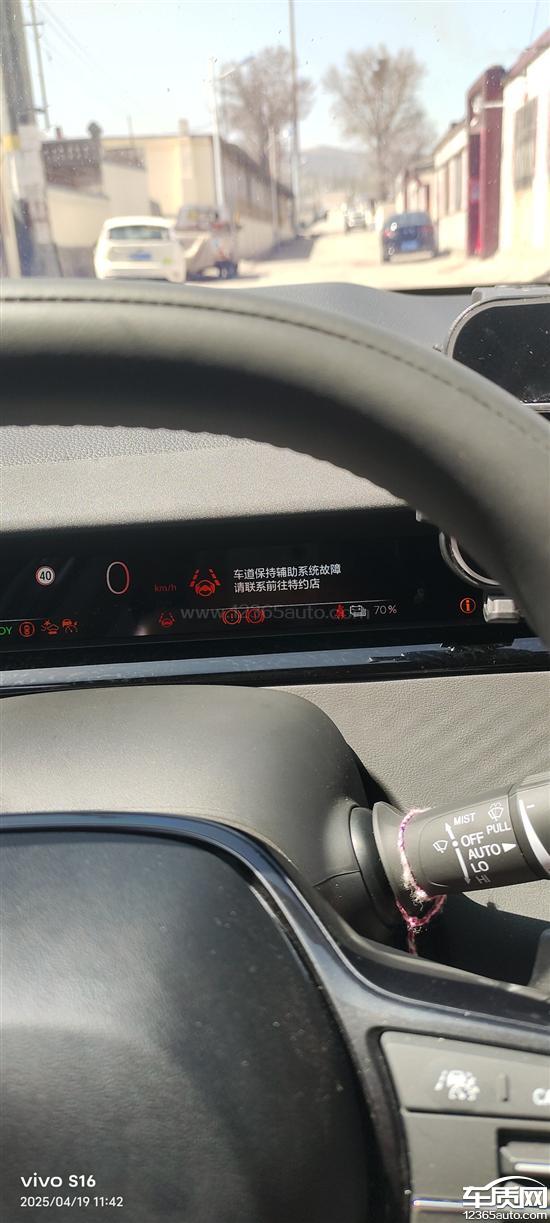 40
0
km/h
车道保持辅助系统故障
请联系前往特约店
www.12365auto.com
DY
70%
MIST
PULL
OFF
AUTO
LO
HI
CA
vivo S16
2025/04/19 11:42
车质网
12365auto.com